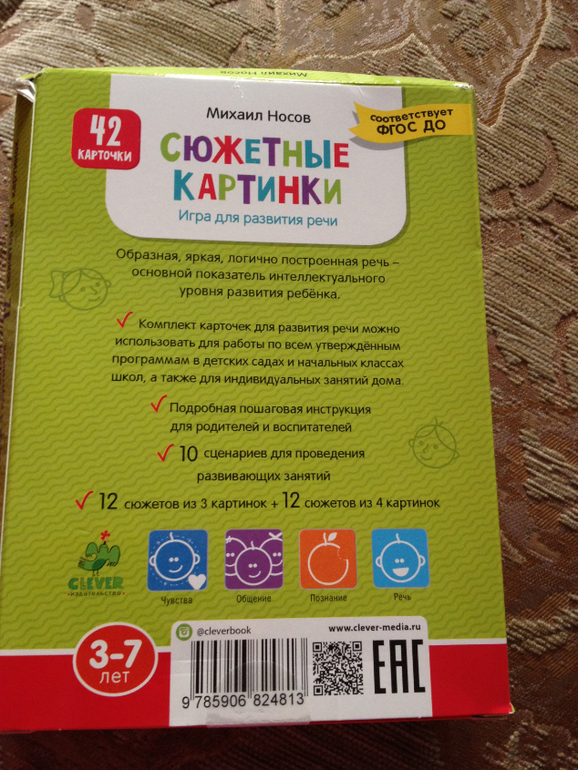 Михаил Носов
Михаил Носов
42
КАРТОЧКИ
соответствует
ФГОС ДО
СЮЖЕТНЫЕ
КАРТИНКИ
Игра для развития речи
Образная, яркая, логично построенная речь –
основной показатель интеллектуального
уровня развития ребёнка.
Комплект карточек для развития речи можно
использовать для работы по всем утверждённым
программам в детских садах и начальных классах
школ, а также для индивидуальных занятий дома.
Подробная пошаговая инструкция
для родителей и воспитателей
10 сценариев для проведения
развивающих занятий
12 сюжетов из 3 картинок + 12 сюжетов из 4 картинок
CLEVER
ИЗДАТЕЛЬСТВО
Чувства
Общение
Познание
Речь
@cleverbook
www.clever-media.ru
3–7
лет
9 785906 824813
EAC